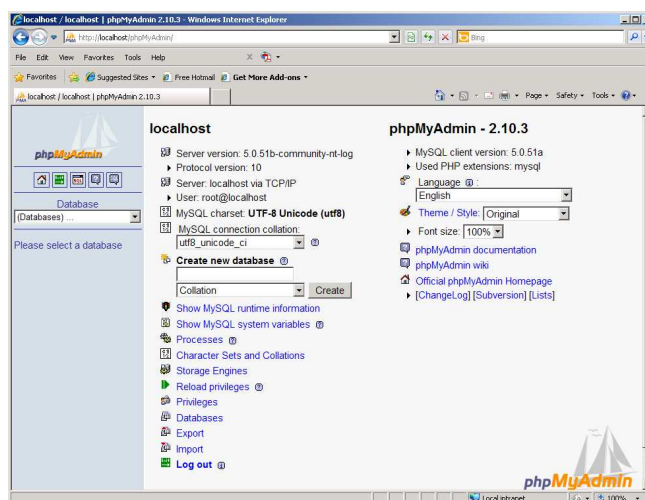 localhost / localhost | phpMyAdmin 2.10.3 - Windows Internet Explorer
http://localhost/phpMyAdmin/
Bing
File Edit View Favorites Tools Help
Favorites Suggested Sites Free Hotmail Get More Add-ons
localhost / localhost | phpMyAdmin 2.10.3
Page Safety Tools
phpMyAdmin
Database
(Databases) ...
Please select a database
localhost
Server version: 5.0.51b-community-nt-log
Protocol version: 10
Server: localhost via TCP/IP
User: root@localhost
MySQL charset: UTF-8 Unicode (utf8)
MySQL connection collation:
utf8_unicode_ci
Create new database
Collation
Create
Show MySQL runtime information
Show MySQL system variables
Processes
Character Sets and Collations
Storage Engines
Reload privileges
Privileges
Databases
Export
Import
Log out
phpMyAdmin - 2.10.3
MySQL client version: 5.0.51a
Used PHP extensions: mysql
Language :
English
Theme / Style: Original
Font size: 100%
phpMyAdmin documentation
phpMyAdmin wiki
Official phpMyAdmin Homepage
[ChangeLog] [Subversion] [Lists]
phpMyAdmin
Local intranet
100%